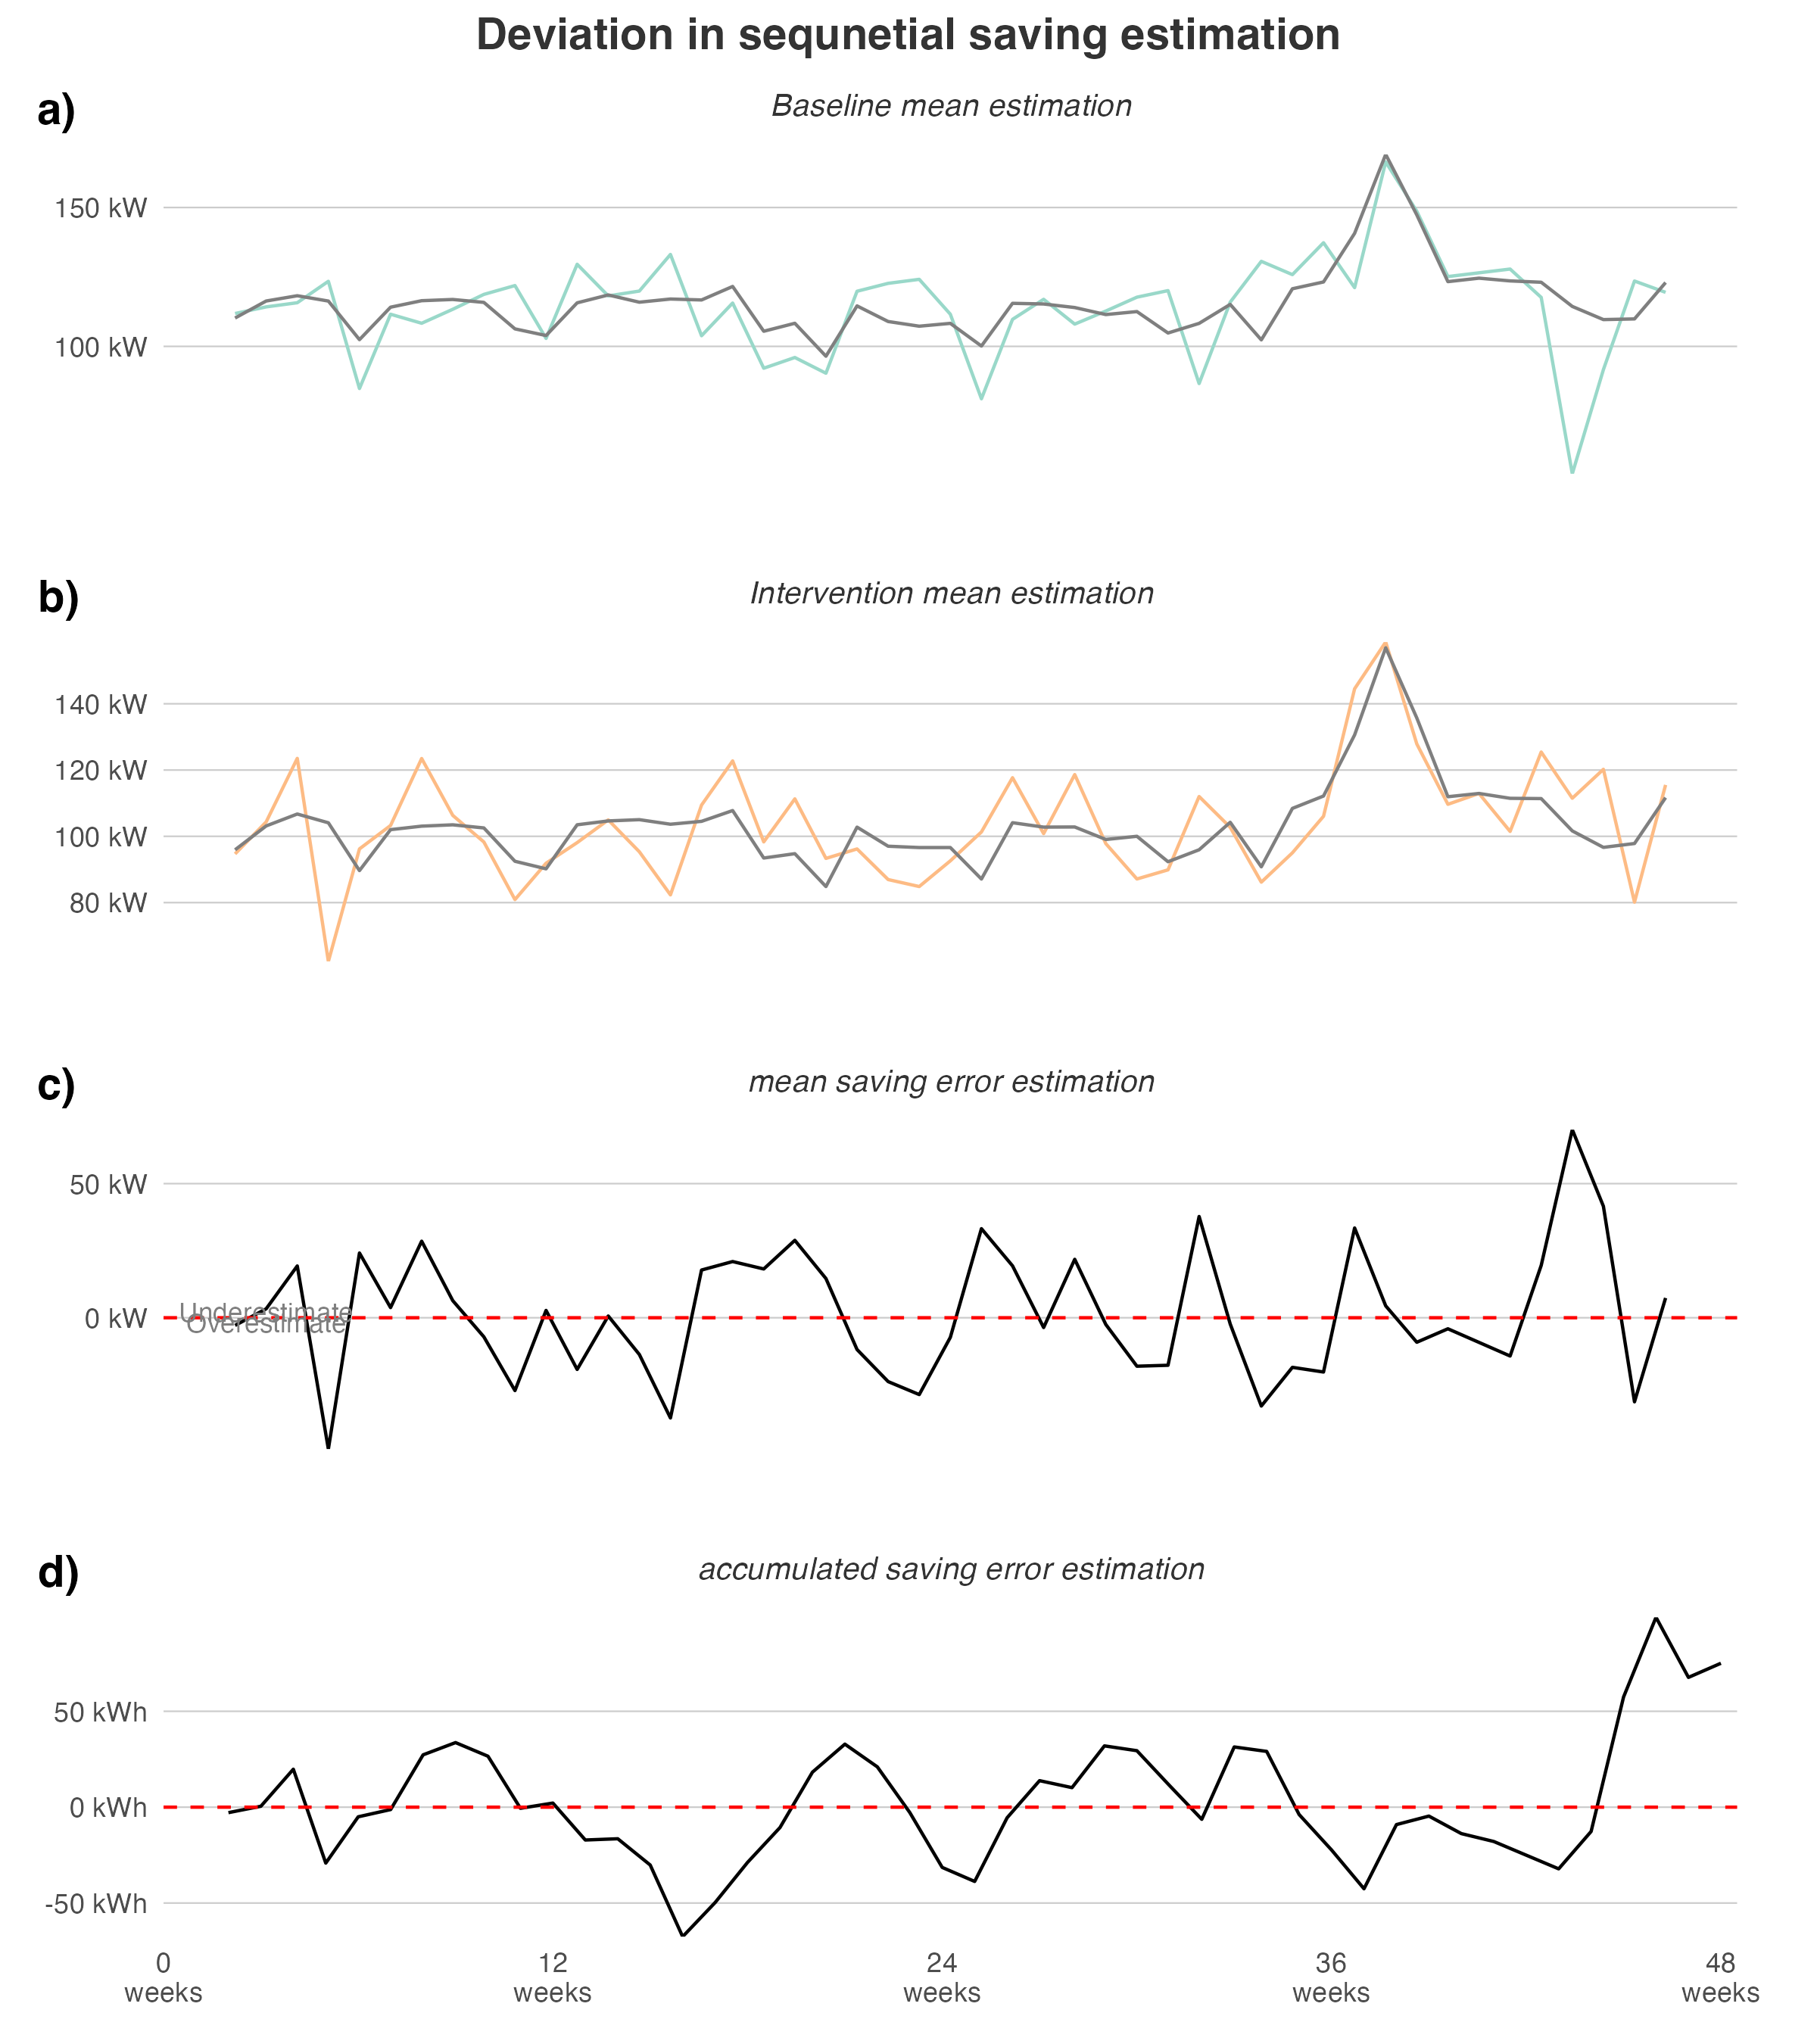 Deviation in sequnetial saving estimation
a)
Baseline mean estimation
150 kW
100 kW
b)
Intervention mean estimation
140 kW
120 kW
100 kW
80 kW
c)
mean saving error estimation
50 kW
0 kW
Underestimate
Overestimate
d)
accumulated saving error estimation
50 kWh
0 kWh
-50 kWh
0 12 24 36 48
weeks weeks weeks weeks weeks